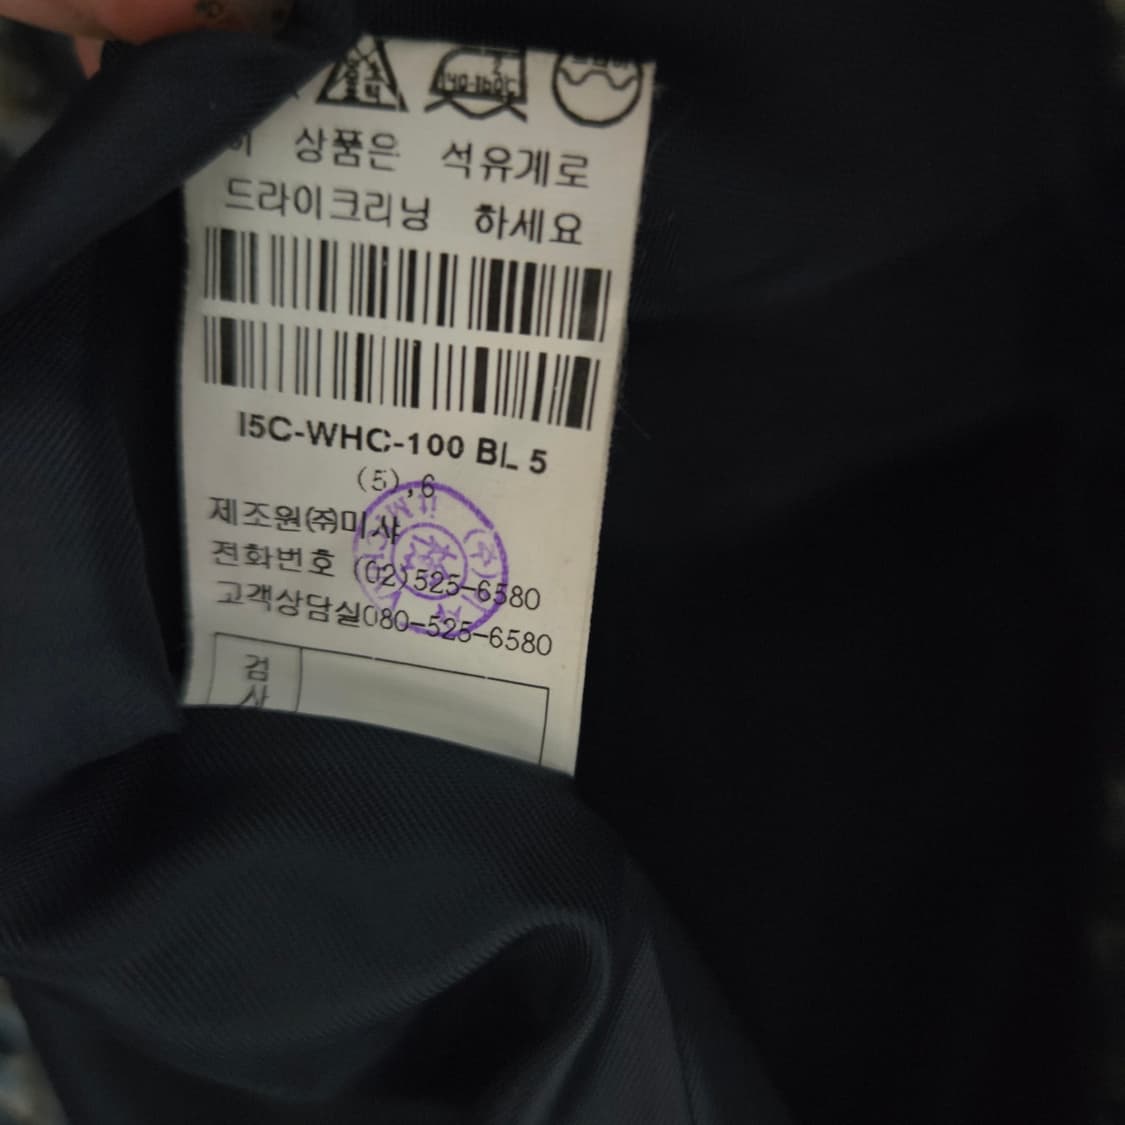 140-160℃
상품은 석유계로
드라이크리닝 하세요
I5C-WHC-100 BL 5
(5),6
제조원㈜미샤
전화번호 (02)525-6580
고객상담실080-525-6580
검
사